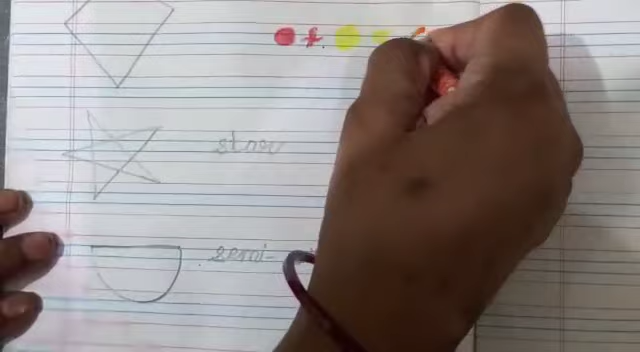 + =
star
semi-